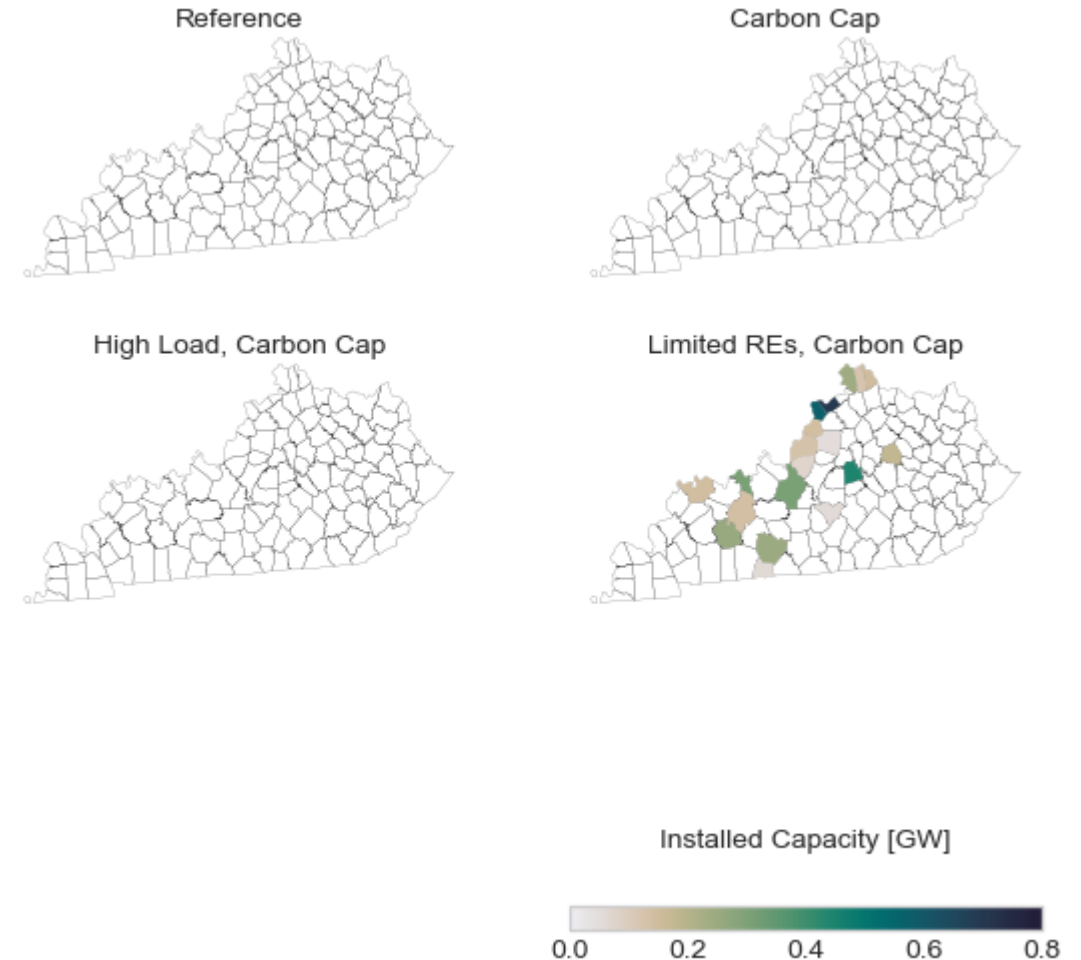 Reference
Carbon Cap
High Load, Carbon Cap
Limited REs, Carbon Cap
Installed Capacity [GW]
0.0 0.2 0.4 0.6 0.8